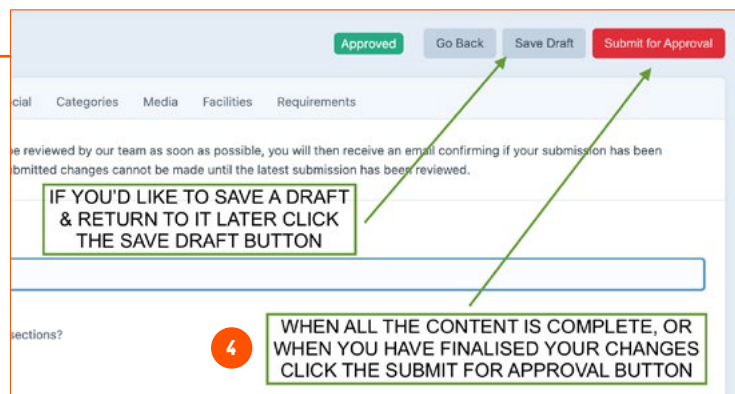 Approved Go Back Save Draft Submit for Approval
cial Categories Media Facilities Requirements
be reviewed by our team as soon as possible, you will then receive an email confirming if your submission has been
ubmitted changes cannot be made until the latest submission has been reviewed.
IF YOU'D LIKE TO SAVE A DRAFT
& RETURN TO IT LATER CLICK
THE SAVE DRAFT BUTTON
sections?
4
WHEN ALL THE CONTENT IS COMPLETE, OR
WHEN YOU HAVE FINALISED YOUR CHANGES
CLICK THE SUBMIT FOR APPROVAL BUTTON